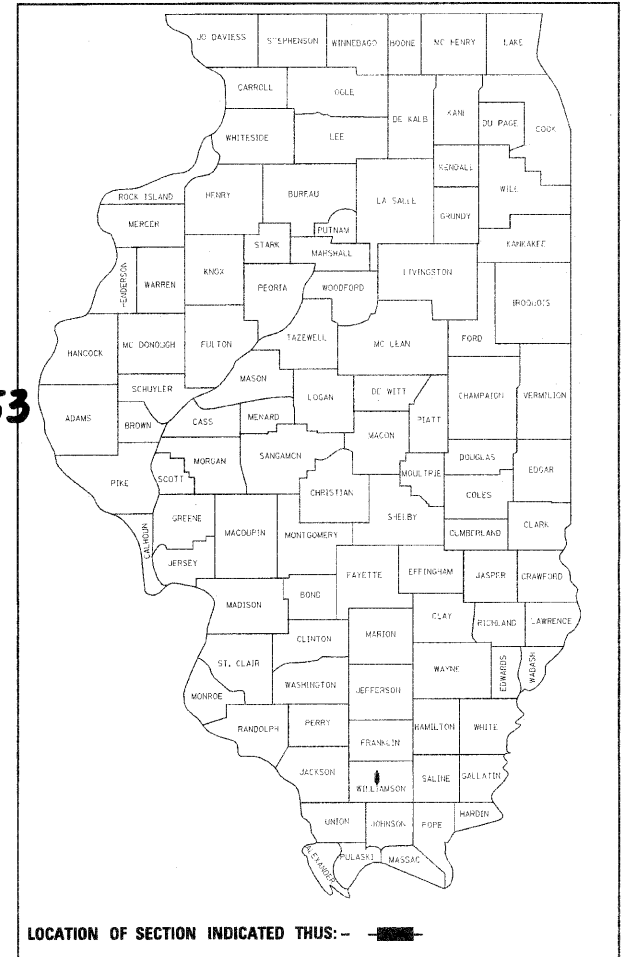 JO DAVIESS STEPHENSON WINNEBAGO BOONE MC HENRY LAKE
CARROLL OGLE DE KALB KANE DU PAGE COOK
WHITESIDE LEE
KENDALL WILL
ROCK ISLAND HENRY BUREAU LA SALLE GRUNDY
MERCER PUTNAM
STARK MARSHALL KANKAKEE
HENDERSON WARREN KNOX PEORIA WOODFORD LIVINGSTON IROQUOIS
HANCOCK MC DONOUGH FULTON TAZEWELL MC LEAN FORD
SCHUYLER MASON LOGAN DE WITT CHAMPAIGN VERMILION
53
ADAMS BROWN CASS MENARD MACON PIATT
MORGAN SANGAMON DOUGLAS
PIKE SCOTT CHRISTIAN MOULTRIE COLES EDGAR
CALHOUN GREENE MACOUPIN MONTGOMERY SHELBY CUMBERLAND CLARK
JERSEY FAYETTE EFFINGHAM JASPER CRAWFORD
MADISON BOND CLAY RICHLAND LAWRENCE
CLINTON MARION
ST. CLAIR WAYNE EDWARDS WABASH
MONROE WASHINGTON JEFFERSON
RANDOLPH PERRY HAMILTON WHITE
FRANKLIN
JACKSON WILLIAMSON SALINE GALLATIN
UNION JOHNSON POPE HARDIN
ALEXANDER PULASKI MASSAC
LOCATION OF SECTION INDICATED THUS: -